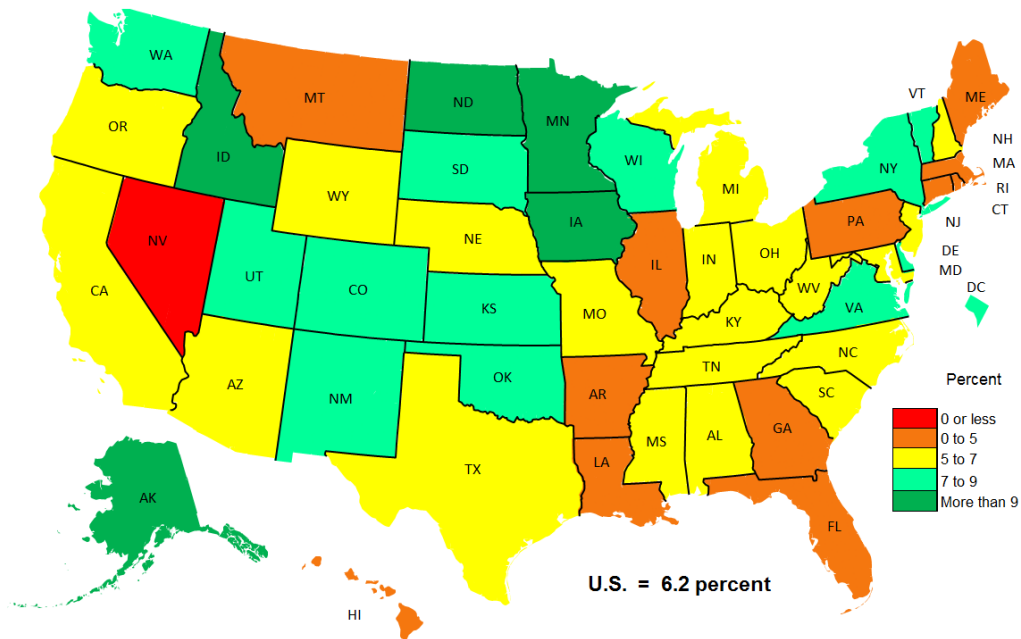 WA
VT
ME
MT
ND
MN
OR
NH
ID
WI
NY
MA
SD
MI
RI
WY
CT
PA
NJ
IA
NE
NV
OH
DE
IL
IN
MD
UT
CO
WV
DC
CA
KS
VA
MO
KY
NC
TN
AZ
OK
Percent
NM
AR
SC
0 or less
GA
0 to 5
AL
MS
5 to 7
LA
TX
7 to 9
AK
More than 9
FL
U.S. = 6.2 percent
HI